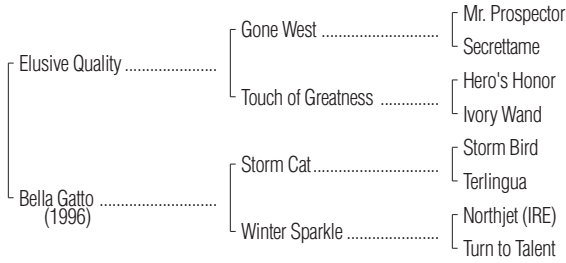 Mr. Prospector
Gone West ......................
Secrettame
Elusive Quality .....................
Hero's Honor
Touch of Greatness .............
Ivory Wand
Storm Bird
Storm Cat......................
Terlingua
Bella Gatto ..........................
(1996)
Northjet (IRE)
Winter Sparkle ....................
Turn to Talent